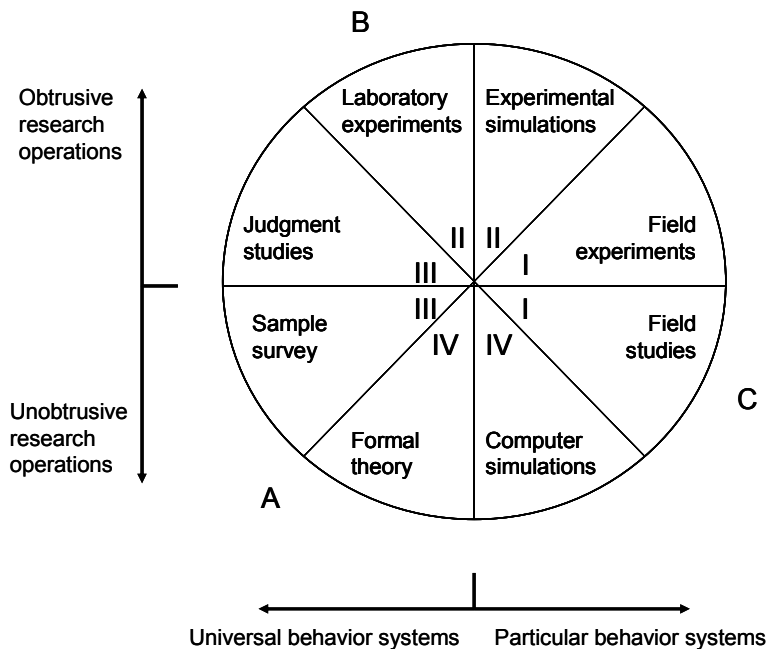 B
Obtrusive
research
operations
Laboratory
experiments
Experimental
simulations
Judgment
studies
Field
experiments
II
II
I
III
III
I
IV
IV
Sample
survey
Field
studies
C
Unobtrusive
research
operations
Formal
theory
Computer
simulations
A
Universal behavior systems
Particular behavior systems